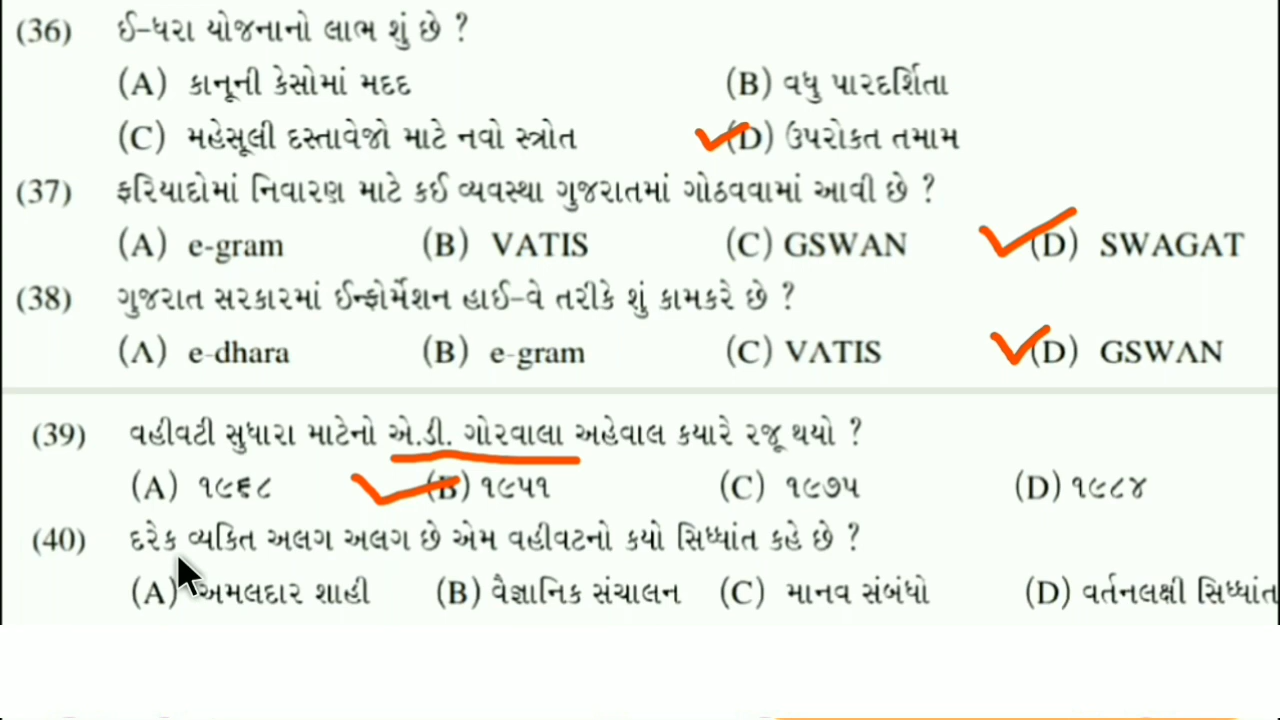 (36) ઈ-ધરા યોજનાનો લાભ શું છે ?
(A) કાનૂની કેસોમાં મદદ (B) વધુ પારદર્શિતા
(C) મહેસૂલી દસ્તાવેજો માટે નવો સ્ત્રોત (D) ઉપરોકત તમામ
(37) ફરિયાદોમાં નિવારણ માટે કઈ વ્યવસ્થા ગુજરાતમાં ગોઠવવામાં આવી છે ?
(A) e-gram (B) VATIS (C) GSWAN (D) SWAGAT
(38) ગુજરાત સરકારમાં ઈન્ફોર્મેશન હાઈ-વે તરીકે શું કામકરે છે ?
(A) e-dhara (B) e-gram (C) VATIS (D) GSWAN
(39) વહીવટી સુધારા માટેનો એ.ડી. ગોરવાલા અહેવાલ કયારે રજૂ થયો ?
(A) ૧૯૬૮ (B) ૧૯૫૧ (C) ૧૯૭૫ (D) ૧૯૮૪
(40) દરેક વ્યકિત અલગ અલગ છે એમ વહીવટનો કયો સિધ્ધાંત કહે છે ?
(A) અમલદાર શાહી (B) વૈજ્ઞાનિક સંચાલન (C) માનવ સંબંધો (D) વર્તનલક્ષી સિધ્ધાંત